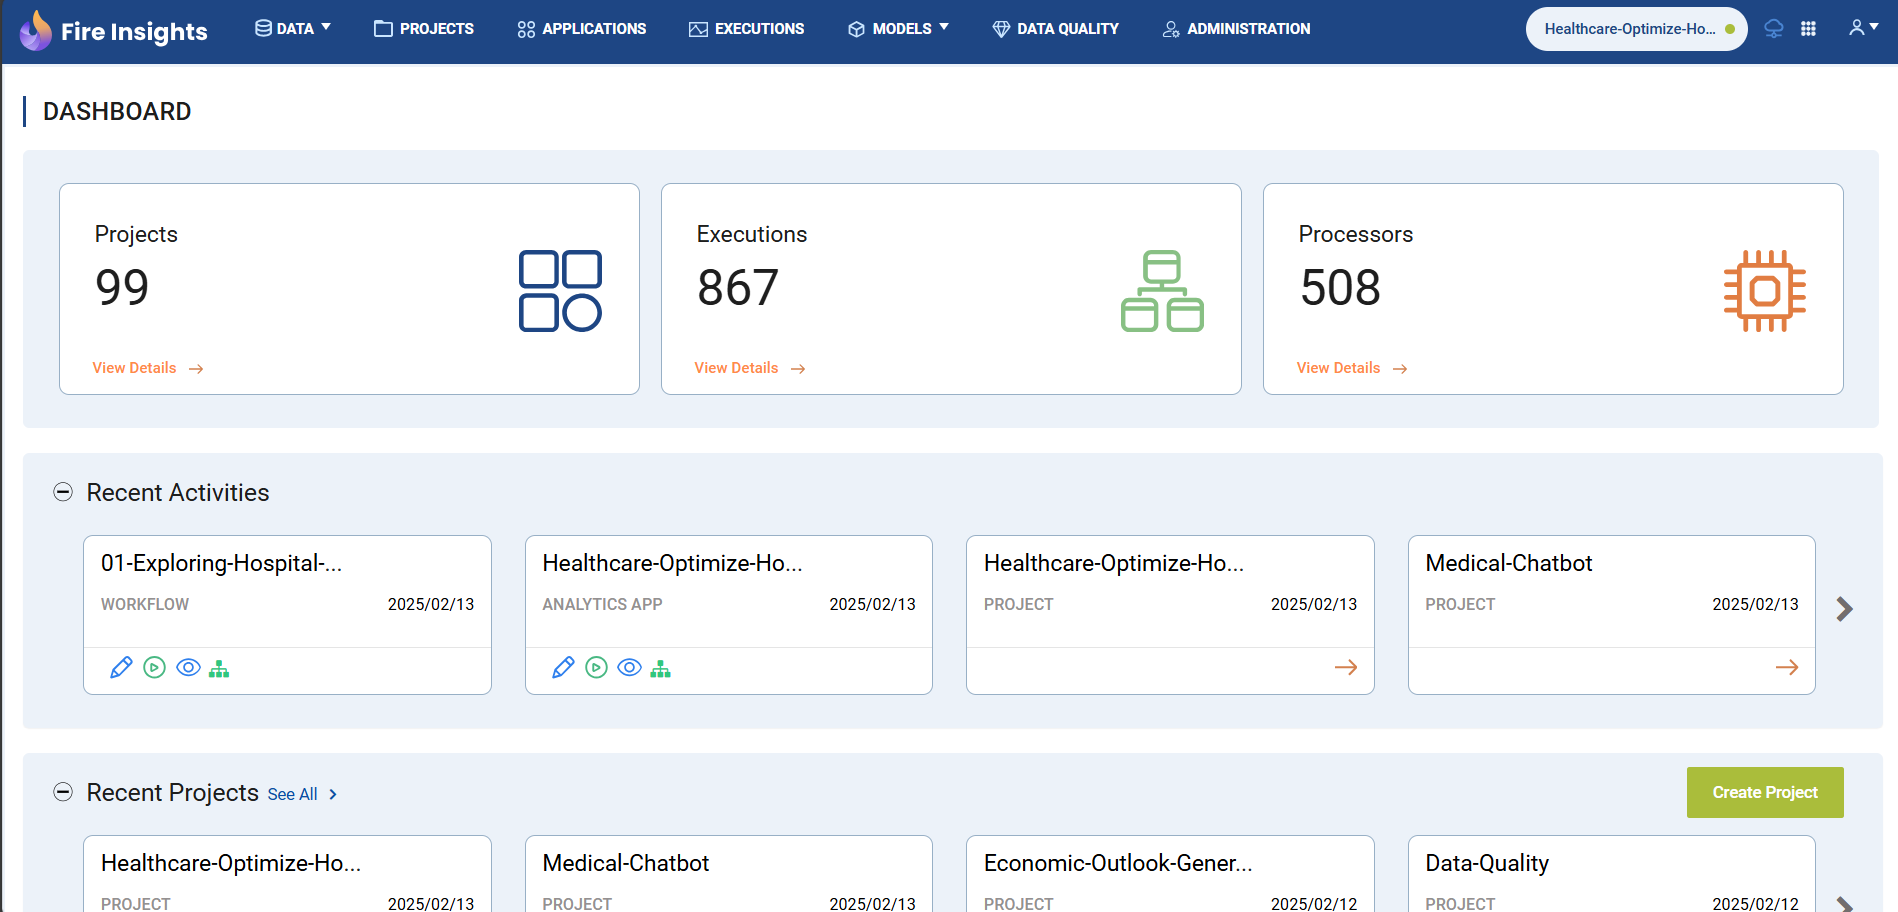 Fire Insights
DATA
PROJECTS
APPLICATIONS
EXECUTIONS
MODELS
DATA QUALITY
ADMINISTRATION
Healthcare-Optimize-Ho...
DASHBOARD
Projects
99
View Details
Executions
867
View Details
Processors
508
View Details
Recent Activities
01-Exploring-Hospital-...
WORKFLOW 2025/02/13
Healthcare-Optimize-Ho...
ANALYTICS APP 2025/02/13
Healthcare-Optimize-Ho...
PROJECT 2025/02/13
Medical-Chatbot
PROJECT 2025/02/13
Recent Projects See All
Create Project
Healthcare-Optimize-Ho...
PROJECT 2025/02/13
Medical-Chatbot
PROJECT 2025/02/13
Economic-Outlook-Gener...
PROJECT 2025/02/12
Data-Quality
PROJECT 2025/02/12